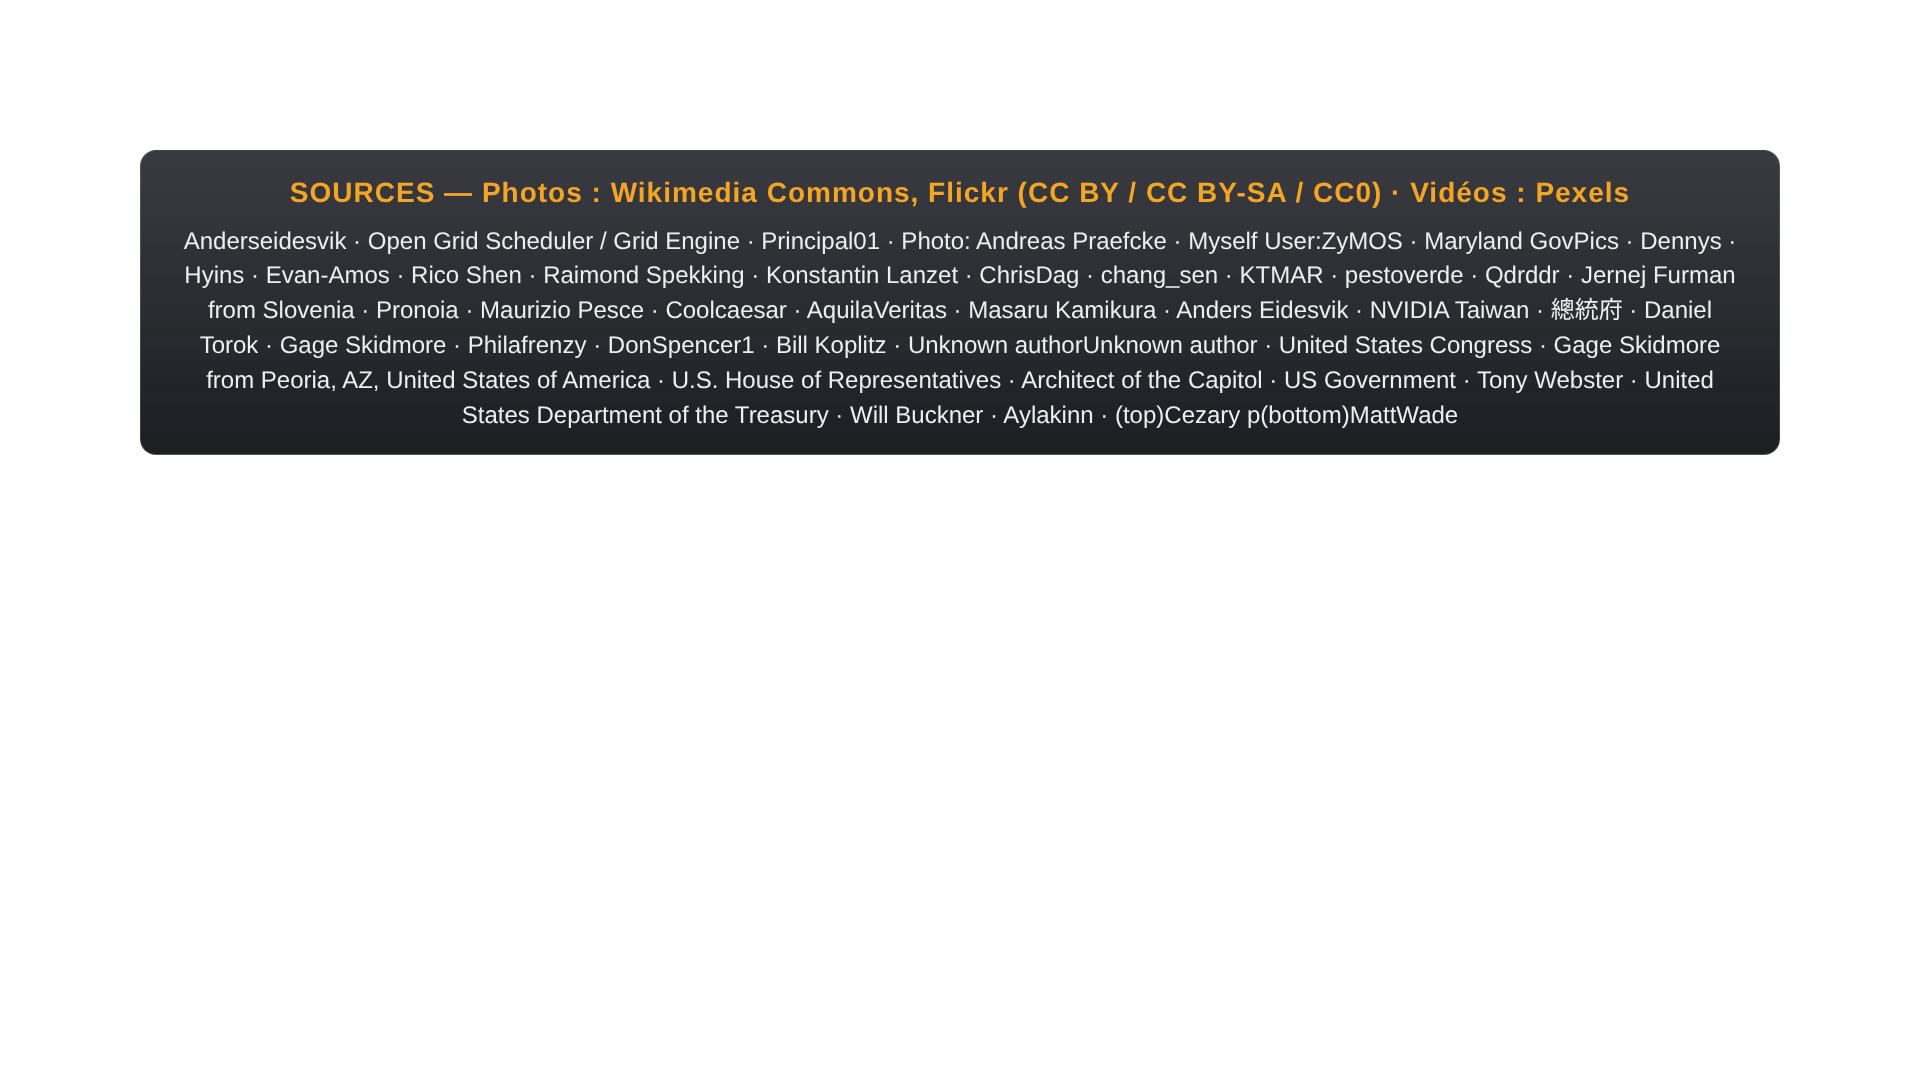 SOURCES — Photos : Wikimedia Commons, Flickr (CC BY / CC BY-SA / CC0) · Vidéos : Pexels
Anderseidesvik · Open Grid Scheduler / Grid Engine · Principal01 · Photo: Andreas Praefcke · Myself User:ZyMOS · Maryland GovPics · Dennys ·
Hyins · Evan-Amos · Rico Shen · Raimond Spekking · Konstantin Lanzet · ChrisDag · chang_sen · KTMAR · pestoverde · Qdrddr · Jernej Furman
from Slovenia · Pronoia · Maurizio Pesce · Coolcaesar · AquilaVeritas · Masaru Kamikura · Anders Eidesvik · NVIDIA Taiwan · 總統府 · Daniel
Torok · Gage Skidmore · Philafrenzy · DonSpencer1 · Bill Koplitz · Unknown authorUnknown author · United States Congress · Gage Skidmore
from Peoria, AZ, United States of America · U.S. House of Representatives · Architect of the Capitol · US Government · Tony Webster · United
States Department of the Treasury · Will Buckner · Aylakinn · (top)Cezary p(bottom)MattWade